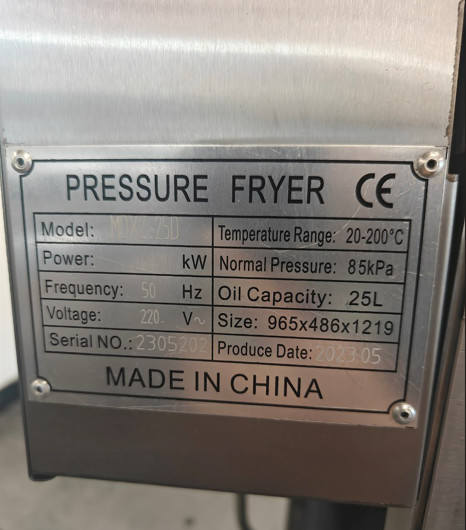 PRESSURE FRYER CE
Model: Temperature Range: 20-200°C
Power: kW Normal Pressure: 85kPa
Frequency: 50 Hz Oil Capacity: 25L
Voltage: 220 V~ Size: 965x486x1219
Serial NO.: 2305202 Produce Date: 2023.05
MADE IN CHINA